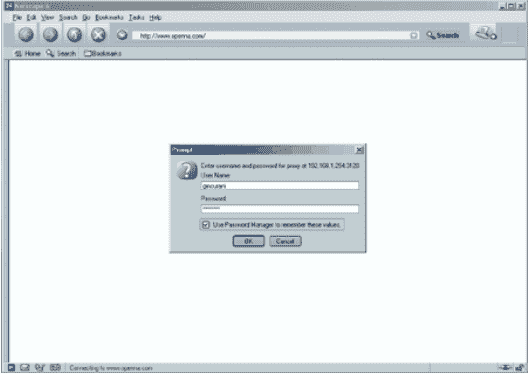 Netscape 6
File Edit View Search Go Bookmarks Tasks Help
http://www.openna.com/
Search
Home Search Bookmarks
Prompt
Enter username and password for proxy at 192.168.1.254:3128
User Name
Password
Use Password Manager to remember these values.
OK Cancel
Connecting to www.openna.com